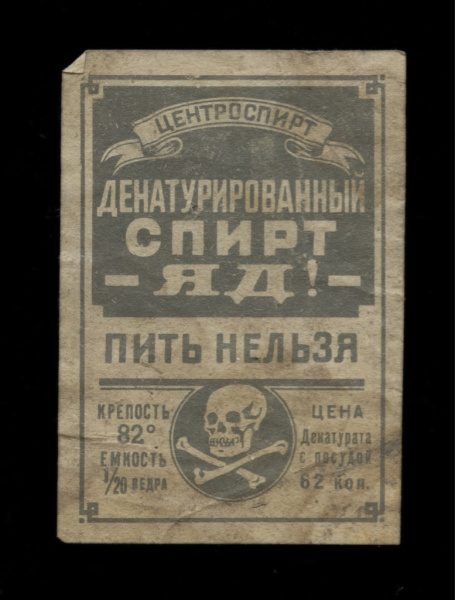 ЦЕНТРОСПИРТ
ДЕНАТУРИРОВАННЫЙ
СПИРТ
— ЯД! —
ПИТЬ НЕЛЬЗЯ
КРЕПОСТЬ
82°
ЕМКОСТЬ
1/20 ВЕДРА
ЦЕНА
Денатурата
с посудой
62 коп.